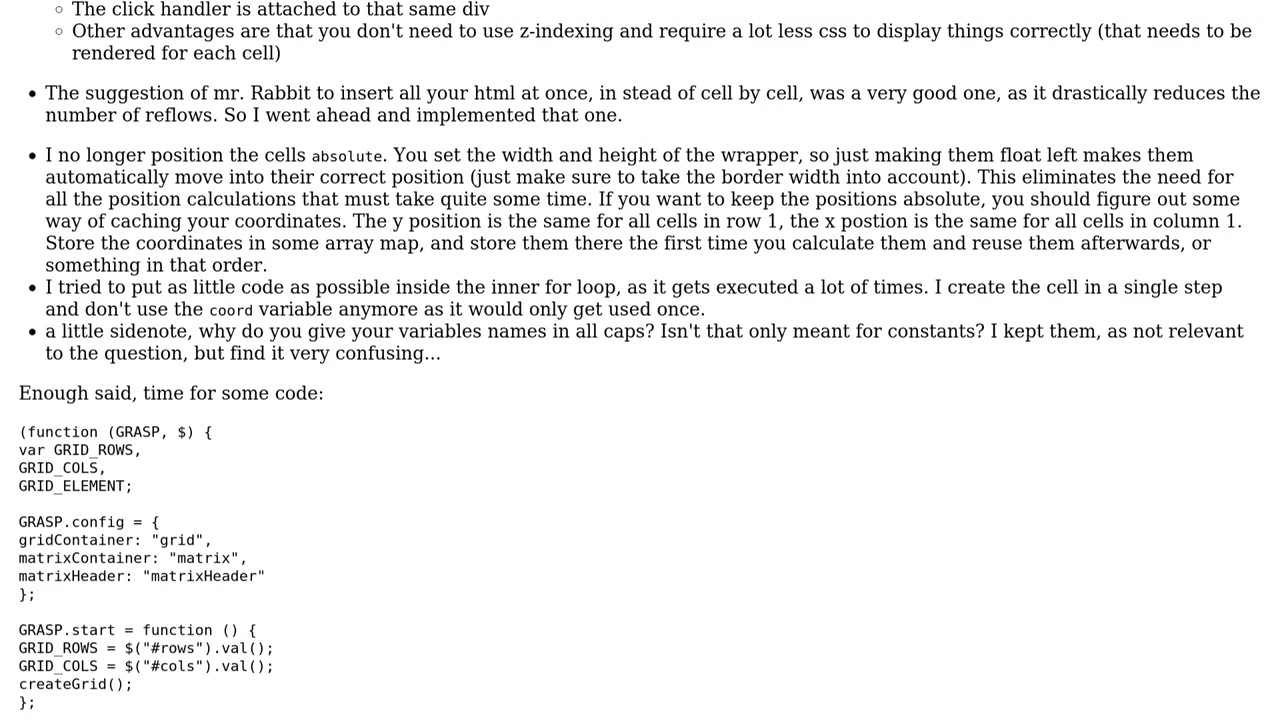 The click handler is attached to that same div
Other advantages are that you don't need to use z-indexing and require a lot less css to display things correctly (that needs to be
rendered for each cell)
The suggestion of mr. Rabbit to insert all your html at once, in stead of cell by cell, was a very good one, as it drastically reduces the
number of reflows. So I went ahead and implemented that one.
I no longer position the cells absolute. You set the width and height of the wrapper, so just making them float left makes them
automatically move into their correct position (just make sure to take the border width into account). This eliminates the need for
all the position calculations that must take quite some time. If you want to keep the positions absolute, you should figure out some
way of caching your coordinates. The y position is the same for all cells in row 1, the x postion is the same for all cells in column 1.
Store the coordinates in some array map, and store them there the first time you calculate them and reuse them afterwards, or
something in that order.
I tried to put as little code as possible inside the inner for loop, as it gets executed a lot of times. I create the cell in a single step
and don't use the coord variable anymore as it would only get used once.
a little sidenote, why do you give your variables names in all caps? Isn't that only meant for constants? I kept them, as not relevant
to the question, but find it very confusing...
Enough said, time for some code:
(function (GRASP, $) {
var GRID_ROWS,
GRID_COLS,
GRID_ELEMENT;
GRASP.config = {
gridContainer: "grid",
matrixContainer: "matrix",
matrixHeader: "matrixHeader"
};
GRASP.start = function () {
GRID_ROWS = $("#rows").val();
GRID_COLS = $("#cols").val();
createGrid();
};